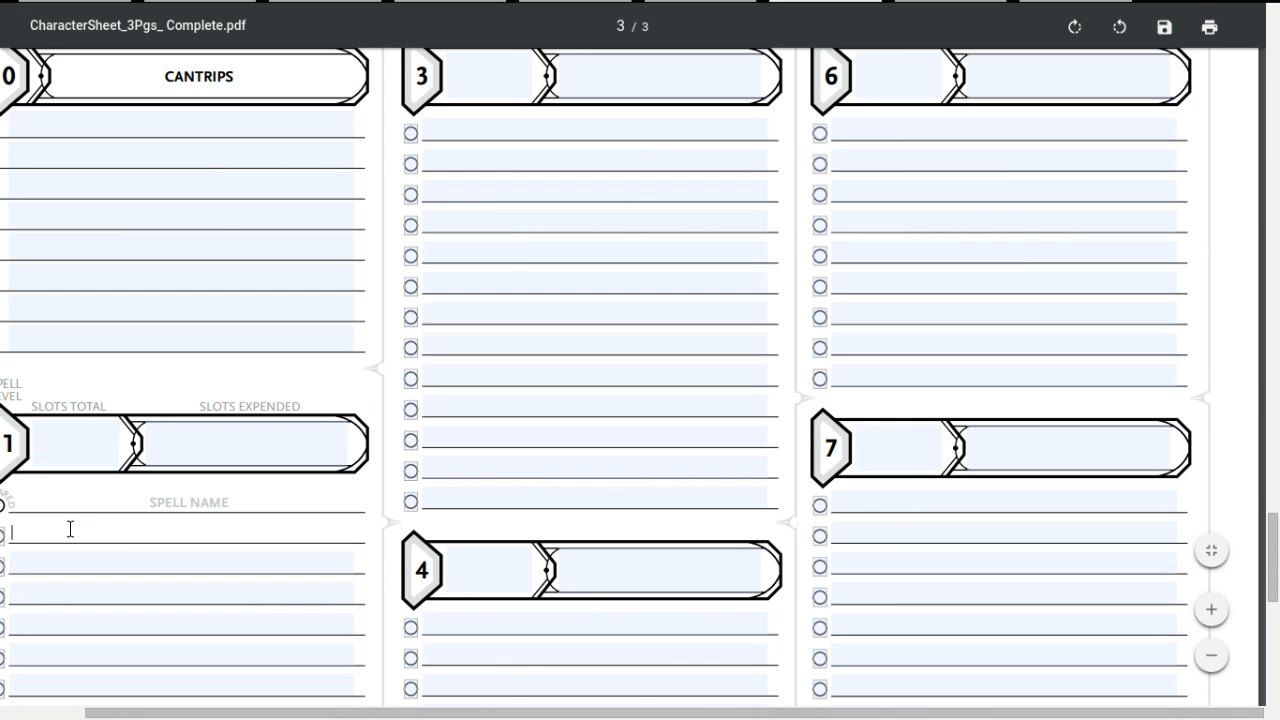 CharacterSheet_3Pgs_ Complete.pdf
3 / 3
0
CANTRIPS
3
6
PELL
EVEL
SLOTS TOTAL
SLOTS EXPENDED
1
7
SPELL NAME
4